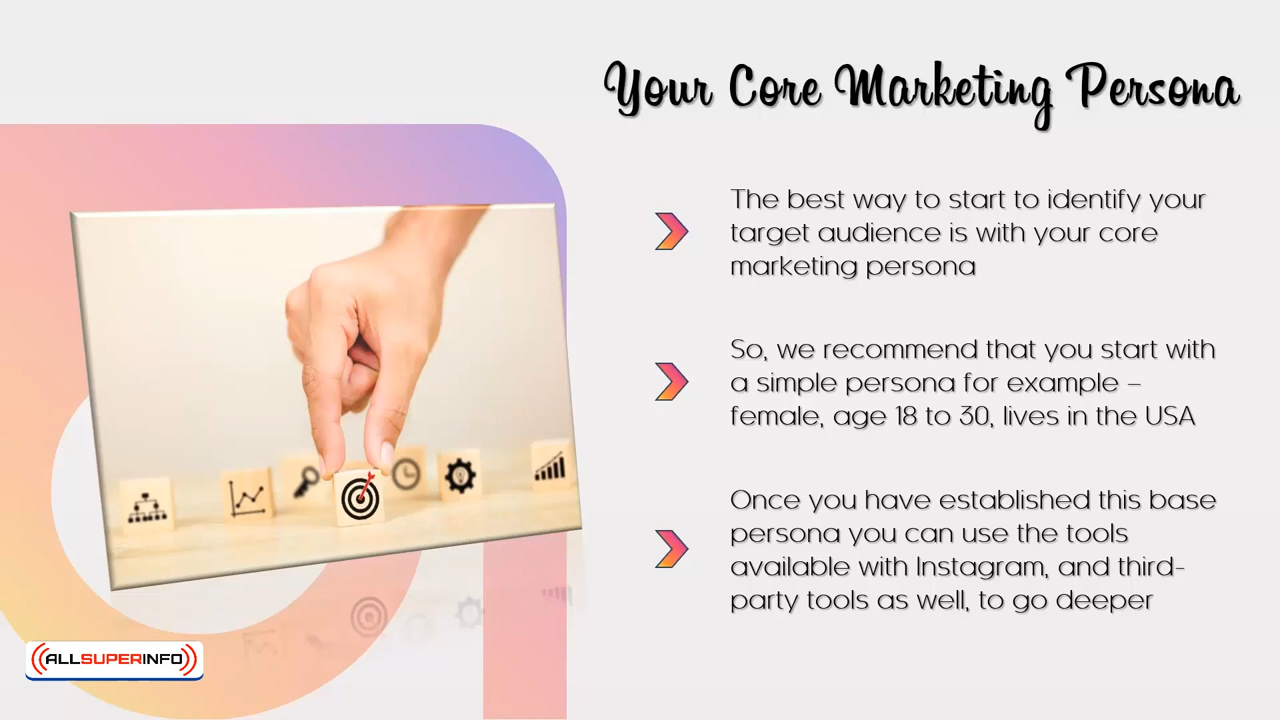 Your Core Marketing Persona
The best way to start to identify your
target audience is with your core
marketing persona
So, we recommend that you start with
a simple persona for example –
female, age 18 to 30, lives in the USA
Once you have established this base
persona you can use the tools
available with Instagram, and third-
party tools as well, to go deeper
ALLSUPERINFO